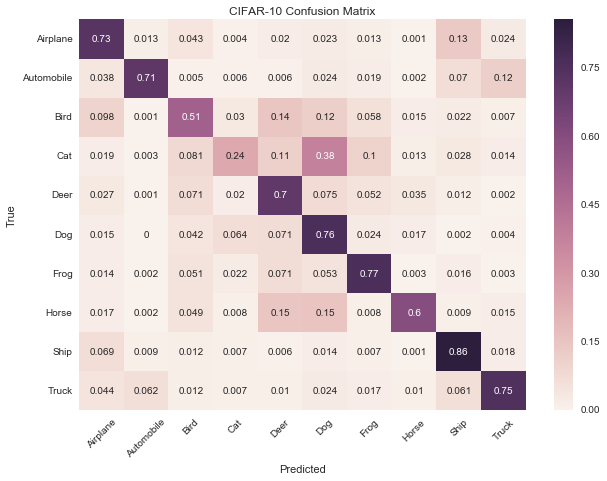 CIFAR-10 Confusion Matrix
Airplane 0.73 0.013 0.043 0.004 0.02 0.023 0.013 0.001 0.13 0.024
Automobile 0.038 0.71 0.005 0.006 0.006 0.024 0.019 0.002 0.07 0.12
Bird 0.098 0.001 0.51 0.03 0.14 0.12 0.058 0.015 0.022 0.007
Cat 0.019 0.003 0.081 0.24 0.11 0.38 0.1 0.013 0.028 0.014
Deer 0.027 0.001 0.071 0.02 0.7 0.075 0.052 0.035 0.012 0.002
Dog 0.015 0 0.042 0.064 0.071 0.76 0.024 0.017 0.002 0.004
Frog 0.014 0.002 0.051 0.022 0.071 0.053 0.77 0.003 0.016 0.003
Horse 0.017 0.002 0.049 0.008 0.15 0.15 0.008 0.6 0.009 0.015
Ship 0.069 0.009 0.012 0.007 0.006 0.014 0.007 0.001 0.86 0.018
Truck 0.044 0.062 0.012 0.007 0.01 0.024 0.017 0.01 0.061 0.75
Airplane Automobile Bird Cat Deer Dog Frog Horse Ship Truck
Predicted
True
0.75
0.60
0.45
0.30
0.15
0.00